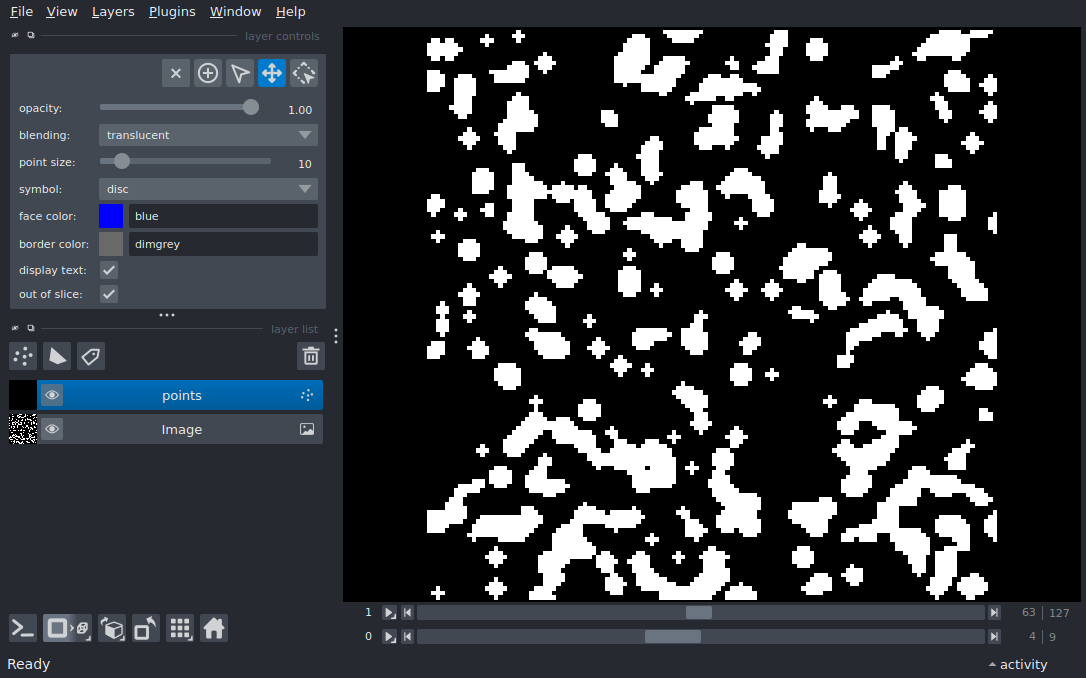 File View Layers Plugins Window Help
layer controls
opacity: 1.00
blending: translucent
point size: 10
symbol: disc
face color: blue
border color: dimgrey
display text:
out of slice:
layer list
points
Image
1 63 127
0 4 9
Ready activity